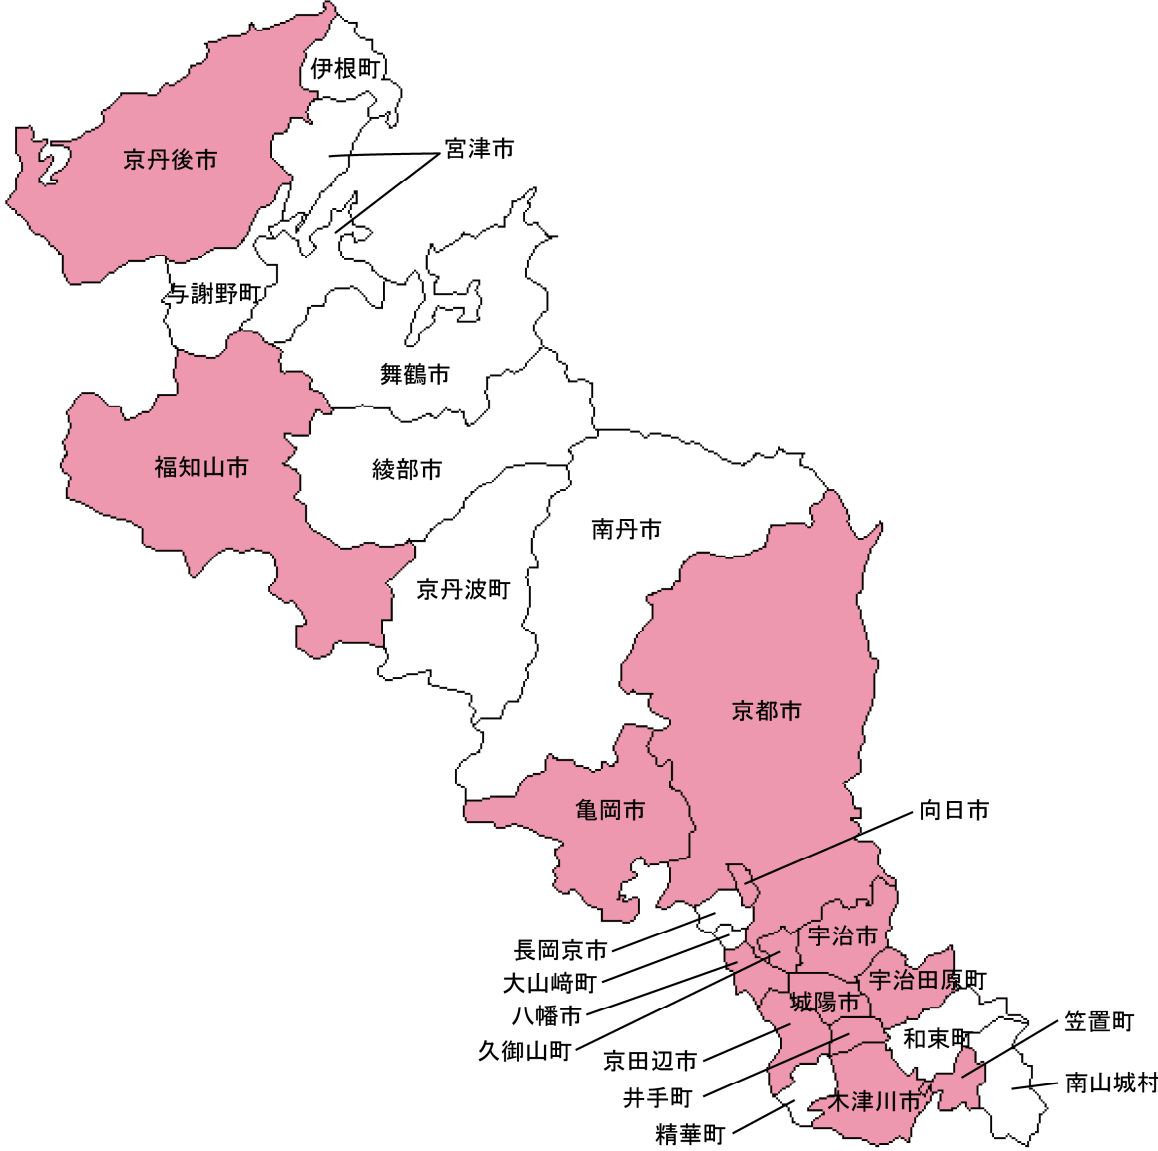 伊根町
宮津市
京丹後市
与謝野町
舞鶴市
福知山市
綾部市
南丹市
京丹波町
京都市
亀岡市
向日市
宇治市
長岡京市
宇治田原町
大山﨑町
城陽市
八幡市
笠置町
和束町
久御山町
京田辺市
南山城村
井手町
木津川市
精華町